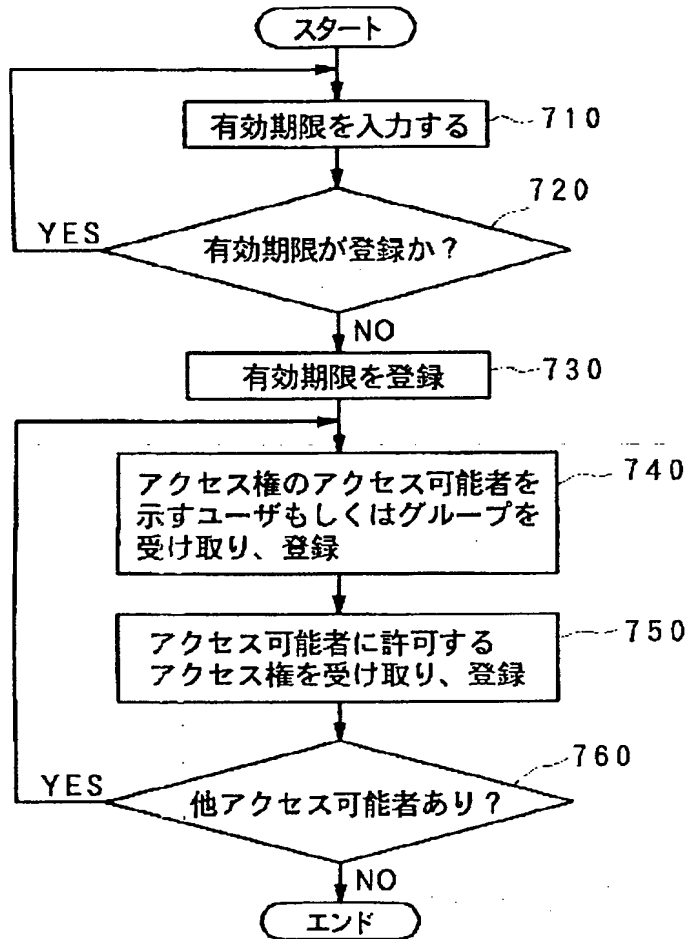 スタート
有効期限を入力する
710
720
YES
有効期限が登録か?
NO
有効期限を登録
730
アクセス権のアクセス可能者を
示すユーザもしくはグループを
受け取り、登録
740
アクセス可能者に許可する
アクセス権を受け取り、登録
750
760
YES
他アクセス可能者あり?
NO
エンド